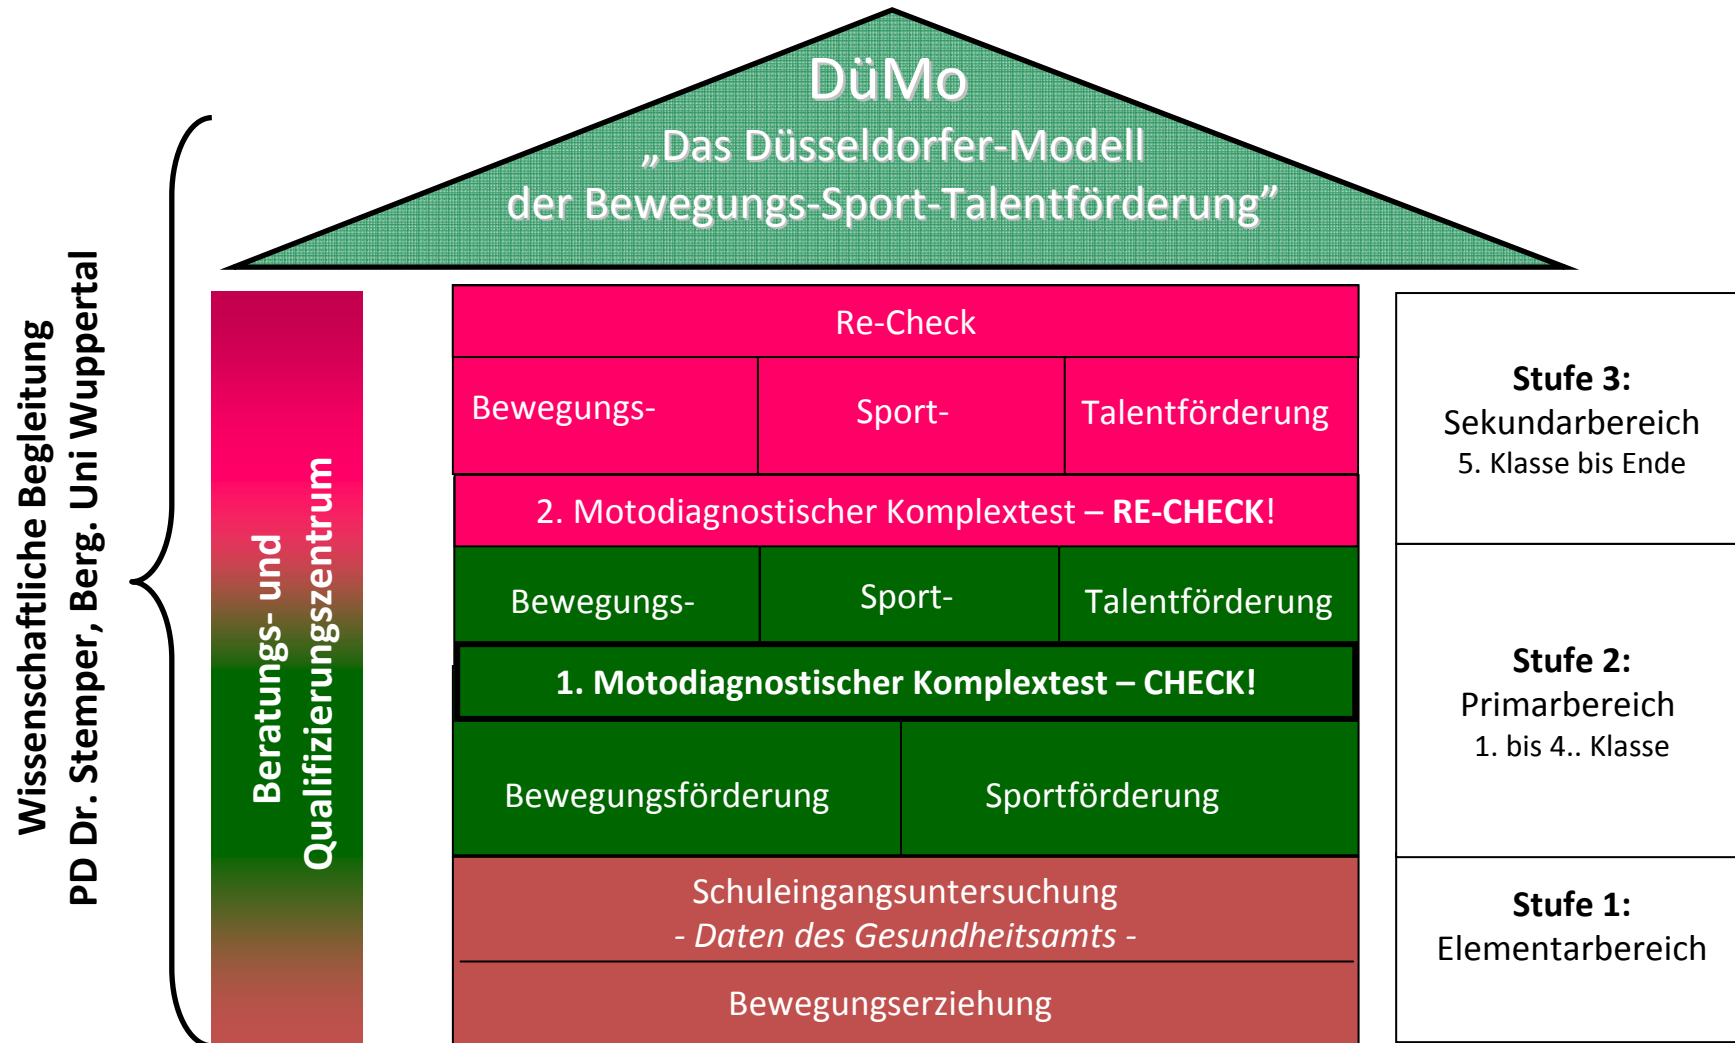 DüMo
„Das Düsseldorfer-Modell
der Bewegungs-Sport-Talentförderung”
Wissenschaftliche Begleitung
PD Dr. Stemper, Berg. Uni Wuppertal
Beratungs- und
Qualifizierungszentrum
Re-Check
Bewegungs-
Sport-
Talentförderung
2. Motodiagnostischer Komplextest – RE-CHECK!
Bewegungs-
Sport-
Talentförderung
1. Motodiagnostischer Komplextest – CHECK!
Bewegungsförderung
Sportförderung
Schuleingangsuntersuchung
- Daten des Gesundheitsamts -
Bewegungserziehung
Stufe 3:
Sekundarbereich
5. Klasse bis Ende
Stufe 2:
Primarbereich
1. bis 4.. Klasse
Stufe 1:
Elementarbereich